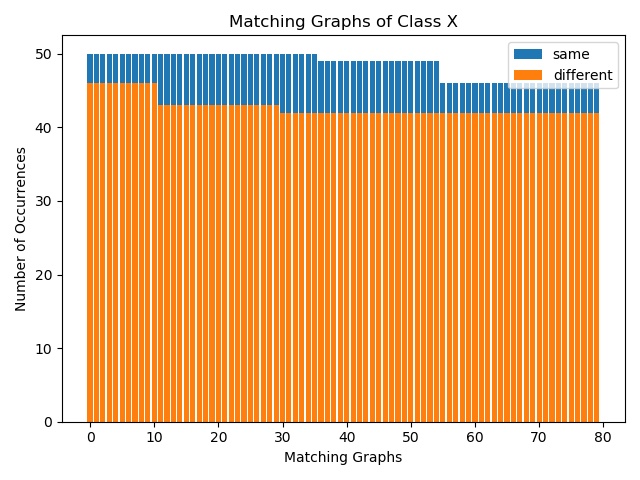 Matching Graphs of Class X
same
different
Number of Occurrences
50
40
30
20
10
0
0 10 20 30 40 50 60 70 80
Matching Graphs